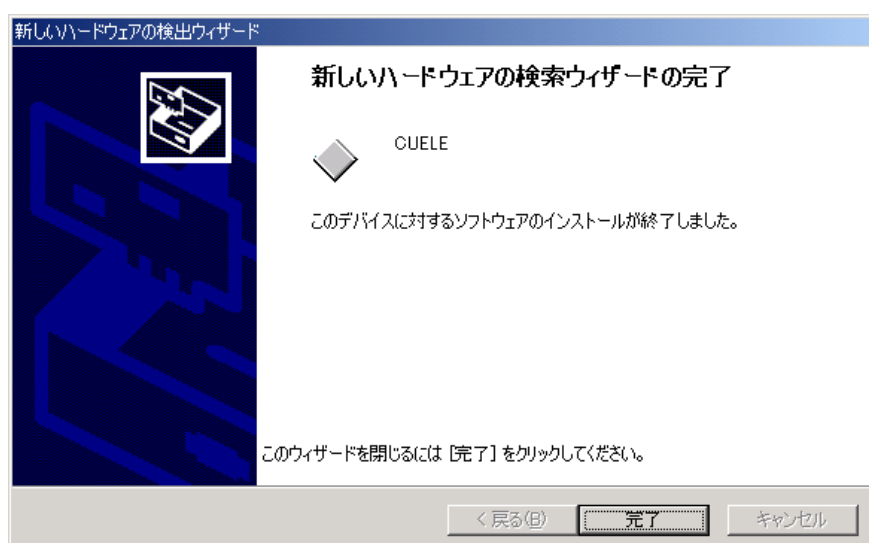 新しいハードウェアの検出ウィザード
新しいハードウェアの検索ウィザードの完了
CUELE
このデバイスに対するソフトウェアのインストールが終了しました。
このウィザードを閉じるには [完了] をクリックしてください。
< 戻る(B)
完了
キャンセル